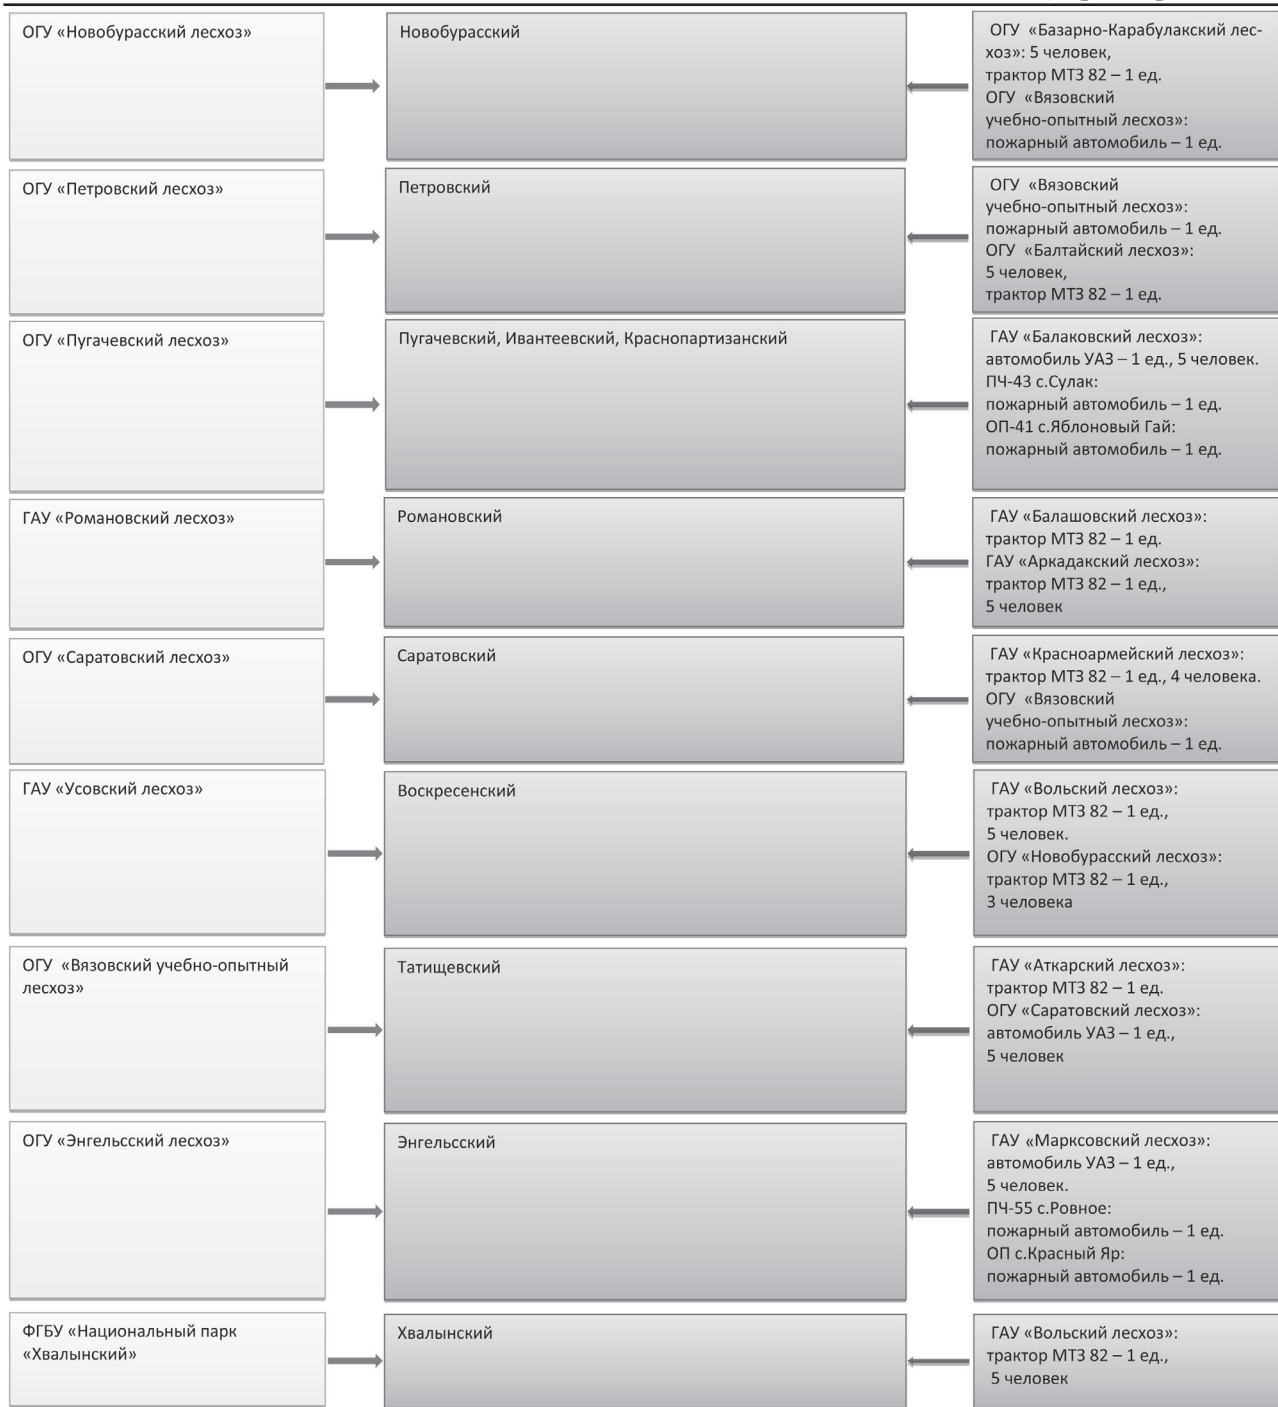 ОГУ «Новобурасский лесхоз»
Новобурасский
ОГУ «Базарно-Карабулакский лес-
хоз»: 5 человек,
трактор МТЗ 82 – 1 ед.
ОГУ «Вязовский
учебно-опытный лесхоз»:
пожарный автомобиль – 1 ед.
ОГУ «Петровский лесхоз»
Петровский
ОГУ «Вязовский
учебно-опытный лесхоз»:
пожарный автомобиль – 1 ед.
ОГУ «Балтайский лесхоз»:
5 человек,
трактор МТЗ 82 – 1 ед.
ОГУ «Пугачевский лесхоз»
Пугачевский, Ивантеевский, Краснопартизанский
ГАУ «Балаковский лесхоз»:
автомобиль УАЗ – 1 ед., 5 человек.
ПЧ-43 с.Сулак:
пожарный автомобиль – 1 ед.
ОП-41 с.Яблоновый Гай:
пожарный автомобиль – 1 ед.
ГАУ «Романовский лесхоз»
Романовский
ГАУ «Балашовский лесхоз»:
трактор МТЗ 82 – 1 ед.
ГАУ «Аркадакский лесхоз»:
трактор МТЗ 82 – 1 ед.,
5 человек
ОГУ «Саратовский лесхоз»
Саратовский
ГАУ «Красноармейский лесхоз»:
трактор МТЗ 82 – 1 ед., 4 человека.
ОГУ «Вязовский
учебно-опытный лесхоз»:
пожарный автомобиль – 1 ед.
ГАУ «Усовский лесхоз»
Воскресенский
ГАУ «Вольский лесхоз»:
трактор МТЗ 82 – 1 ед.,
5 человек.
ОГУ «Новобурасский лесхоз»:
трактор МТЗ 82 – 1 ед.,
3 человека
ОГУ «Вязовский учебно-опытный
лесхоз»
Татищевский
ГАУ «Аткарский лесхоз»:
трактор МТЗ 82 – 1 ед.
ОГУ «Саратовский лесхоз»:
автомобиль УАЗ – 1 ед.,
5 человек
ОГУ «Энгельсский лесхоз»
Энгельсский
ГАУ «Марксовский лесхоз»:
автомобиль УАЗ – 1 ед.,
5 человек.
ПЧ-55 с.Ровное:
пожарный автомобиль – 1 ед.
ОП с.Красный Яр:
пожарный автомобиль – 1 ед.
ФГБУ «Национальный парк
«Хвалынский»
Хвалынский
ГАУ «Вольский лесхоз»:
трактор МТЗ 82 – 1 ед.,
5 человек